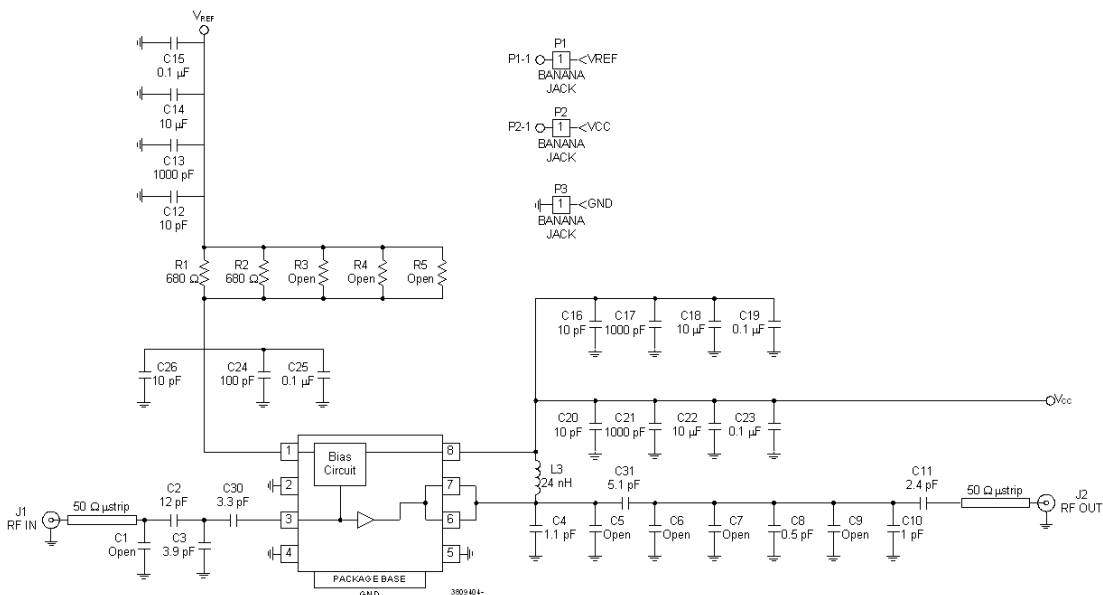 VREF
C15
0.1 µF
C14
10 µF
C13
1000 pF
C12
10 pF
P1
P1-1 1 VREF
BANANA
JACK
P2
P2-1 1 VCC
BANANA
JACK
P3
1 GND
BANANA
JACK
R1
680 Ω
R2
680 Ω
R3
Open
R4
Open
R5
Open
C16
10 pF
C17
1000 pF
C18
10 µF
C19
0.1 µF
C26
10 pF
C24
100 pF
C25
0.1 µF
VCC
C20
10 pF
C21
1000 pF
C22
10 µF
C23
0.1 µF
1
Bias
Circuit
8
2
7
3
6
4
5
L3
24 nH
C31
5.1 pF
C11
2.4 pF
J1
RF IN
50 Ω µstrip
C2
12 pF
C30
3.3 pF
50 Ω µstrip
J2
RF OUT
C1
Open
C3
3.9 pF
C4
1.1 pF
C5
Open
C6
Open
C7
Open
C8
0.5 pF
C9
Open
C10
1 pF
PACKAGE BASE
GND